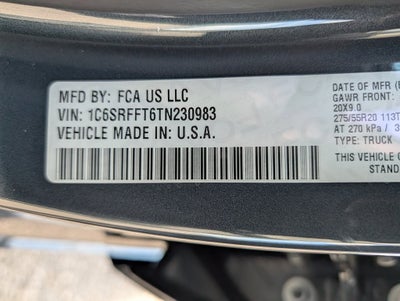 MFD BY: FCA US LLC
VIN: 1C6SRFFT6TN230983
VEHICLE MADE IN: U.S.A.
DATE OF MFR
GAWR FRONT:
20X9.0
275/55R20 113T
AT 270 kPa /
TYPE: TRUCK
THIS VEHICLE
STAND